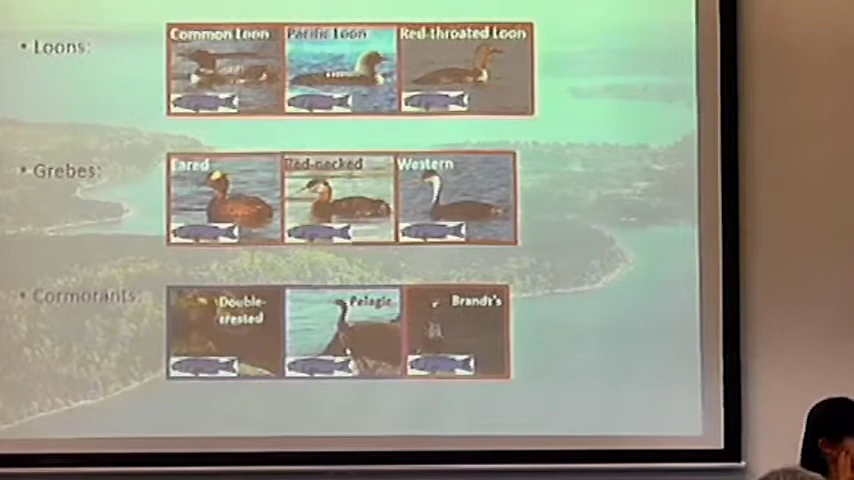 • Loons:
Common Loon
Pacific Loon
Red-throated Loon
• Grebes:
Eared
Red-necked
Western
• Cormorants:
Double-
crested
Pelagic
Brandt's